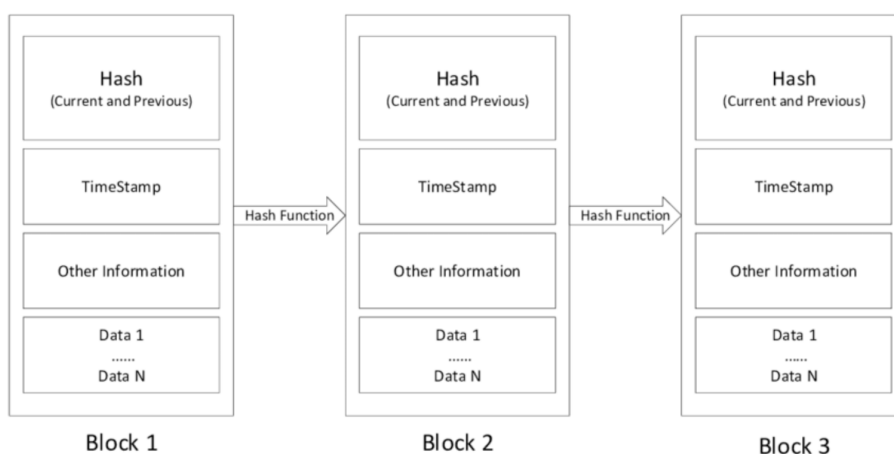 Hash
(Current and Previous)
TimeStamp
Other Information
Data 1
......
Data N
Block 1
Hash Function
Hash
(Current and Previous)
TimeStamp
Other Information
Data 1
......
Data N
Block 2
Hash Function
Hash
(Current and Previous)
TimeStamp
Other Information
Data 1
......
Data N
Block 3